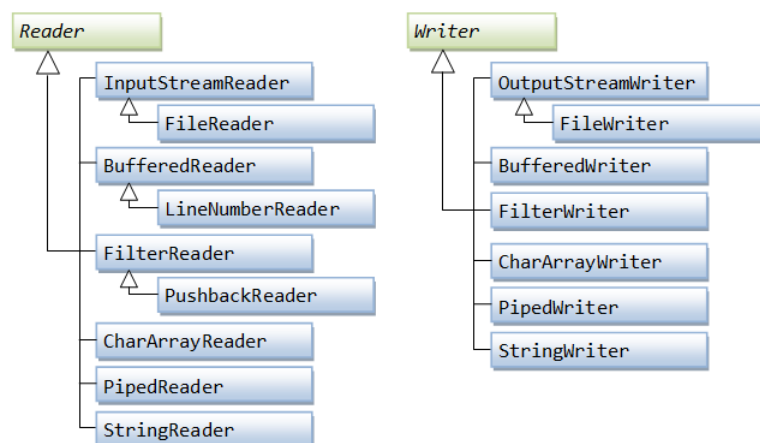 Reader
InputStreamReader
FileReader
BufferedReader
LineNumberReader
FilterReader
PushbackReader
CharArrayReader
PipedReader
StringReader
Writer
OutputStreamWriter
FileWriter
BufferedWriter
FilterWriter
CharArrayWriter
PipedWriter
StringWriter